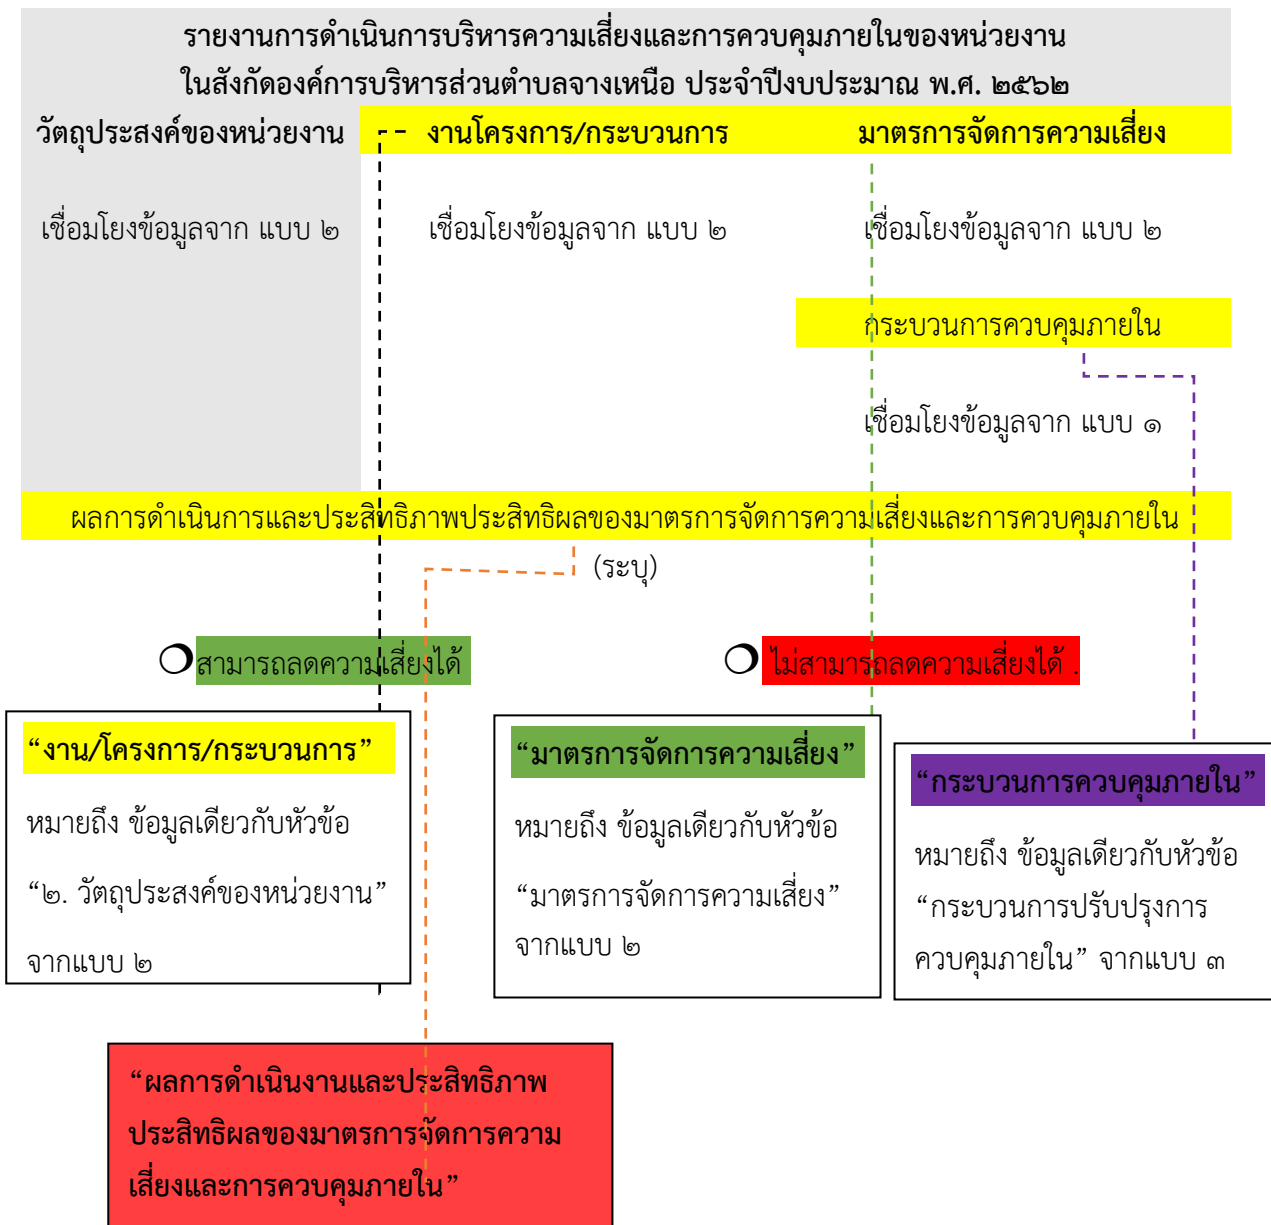 รายงานการดำเนินการบริหารความเสี่ยงและการควบคุมภายในของหน่วยงาน
ในสังกัดองค์การบริหารส่วนตำบลจางเหนือ ประจำปีงบประมาณ พ.ศ. ๒๕๖๒
วัตถุประสงค์ของหน่วยงาน งานโครงการ/กระบวนการ มาตรการจัดการความเสี่ยง
เชื่อมโยงข้อมูลจาก แบบ ๒ เชื่อมโยงข้อมูลจาก แบบ ๒ เชื่อมโยงข้อมูลจาก แบบ ๒
กระบวนการควบคุมภายใน
เชื่อมโยงข้อมูลจาก แบบ ๑
ผลการดำเนินการและประสิทธิภาพประสิทธิผลของมาตรการจัดการความเสี่ยงและการควบคุมภายใน
(ระบุ)
สามารถลดความเสี่ยงได้ ไม่สามารถลดความเสี่ยงได้ .
“งาน/โครงการ/กระบวนการ”
หมายถึง ข้อมูลเดียวกับหัวข้อ
“๒. วัตถุประสงค์ของหน่วยงาน”
จากแบบ ๒
“มาตรการจัดการความเสี่ยง”
หมายถึง ข้อมูลเดียวกับหัวข้อ
“มาตรการจัดการความเสี่ยง”
จากแบบ ๒
“กระบวนการควบคุมภายใน”
หมายถึง ข้อมูลเดียวกับหัวข้อ
“กระบวนการปรับปรุงการ
ควบคุมภายใน” จากแบบ ๓
“ผลการดำเนินงานและประสิทธิภาพ
ประสิทธิผลของมาตรการจัดการความ
เสี่ยงและการควบคุมภายใน”